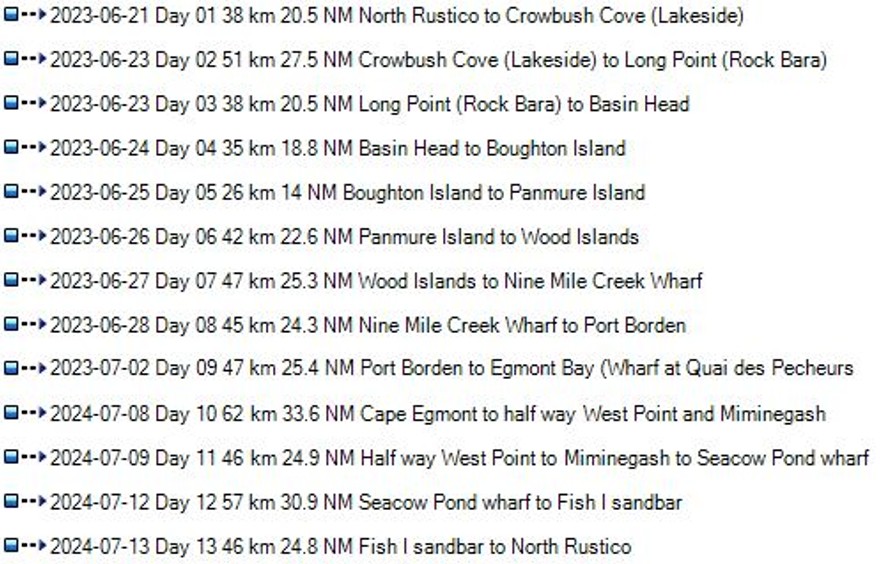 2023-06-21 Day 01 38 km 20.5 NM North Rustico to Crowbush Cove (Lakeside)
2023-06-23 Day 02 51 km 27.5 NM Crowbush Cove (Lakeside) to Long Point (Rock Bara)
2023-06-23 Day 03 38 km 20.5 NM Long Point (Rock Bara) to Basin Head
2023-06-24 Day 04 35 km 18.8 NM Basin Head to Boughton Island
2023-06-25 Day 05 26 km 14 NM Boughton Island to Panmure Island
2023-06-26 Day 06 42 km 22.6 NM Panmure Island to Wood Islands
2023-06-27 Day 07 47 km 25.3 NM Wood Islands to Nine Mile Creek Wharf
2023-06-28 Day 08 45 km 24.3 NM Nine Mile Creek Wharf to Port Borden
2023-07-02 Day 09 47 km 25.4 NM Port Borden to Egmont Bay (Wharf at Quai des Pecheurs
2024-07-08 Day 10 62 km 33.6 NM Cape Egmont to half way West Point and Miminegash
2024-07-09 Day 11 46 km 24.9 NM Half way West Point to Miminegash to Seacow Pond wharf
2024-07-12 Day 12 57 km 30.9 NM Seacow Pond wharf to Fish I sandbar
2024-07-13 Day 13 46 km 24.8 NM Fish I sandbar to North Rustico